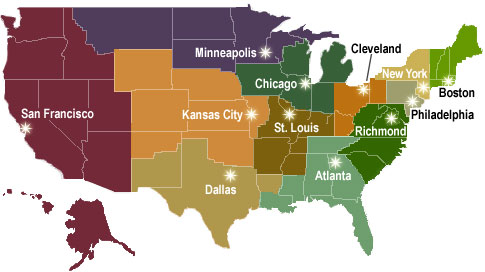 Minneapolis
Cleveland
New York
Chicago
Boston
San Francisco
Kansas City
Philadelphia
St. Louis
Richmond
Atlanta
Dallas